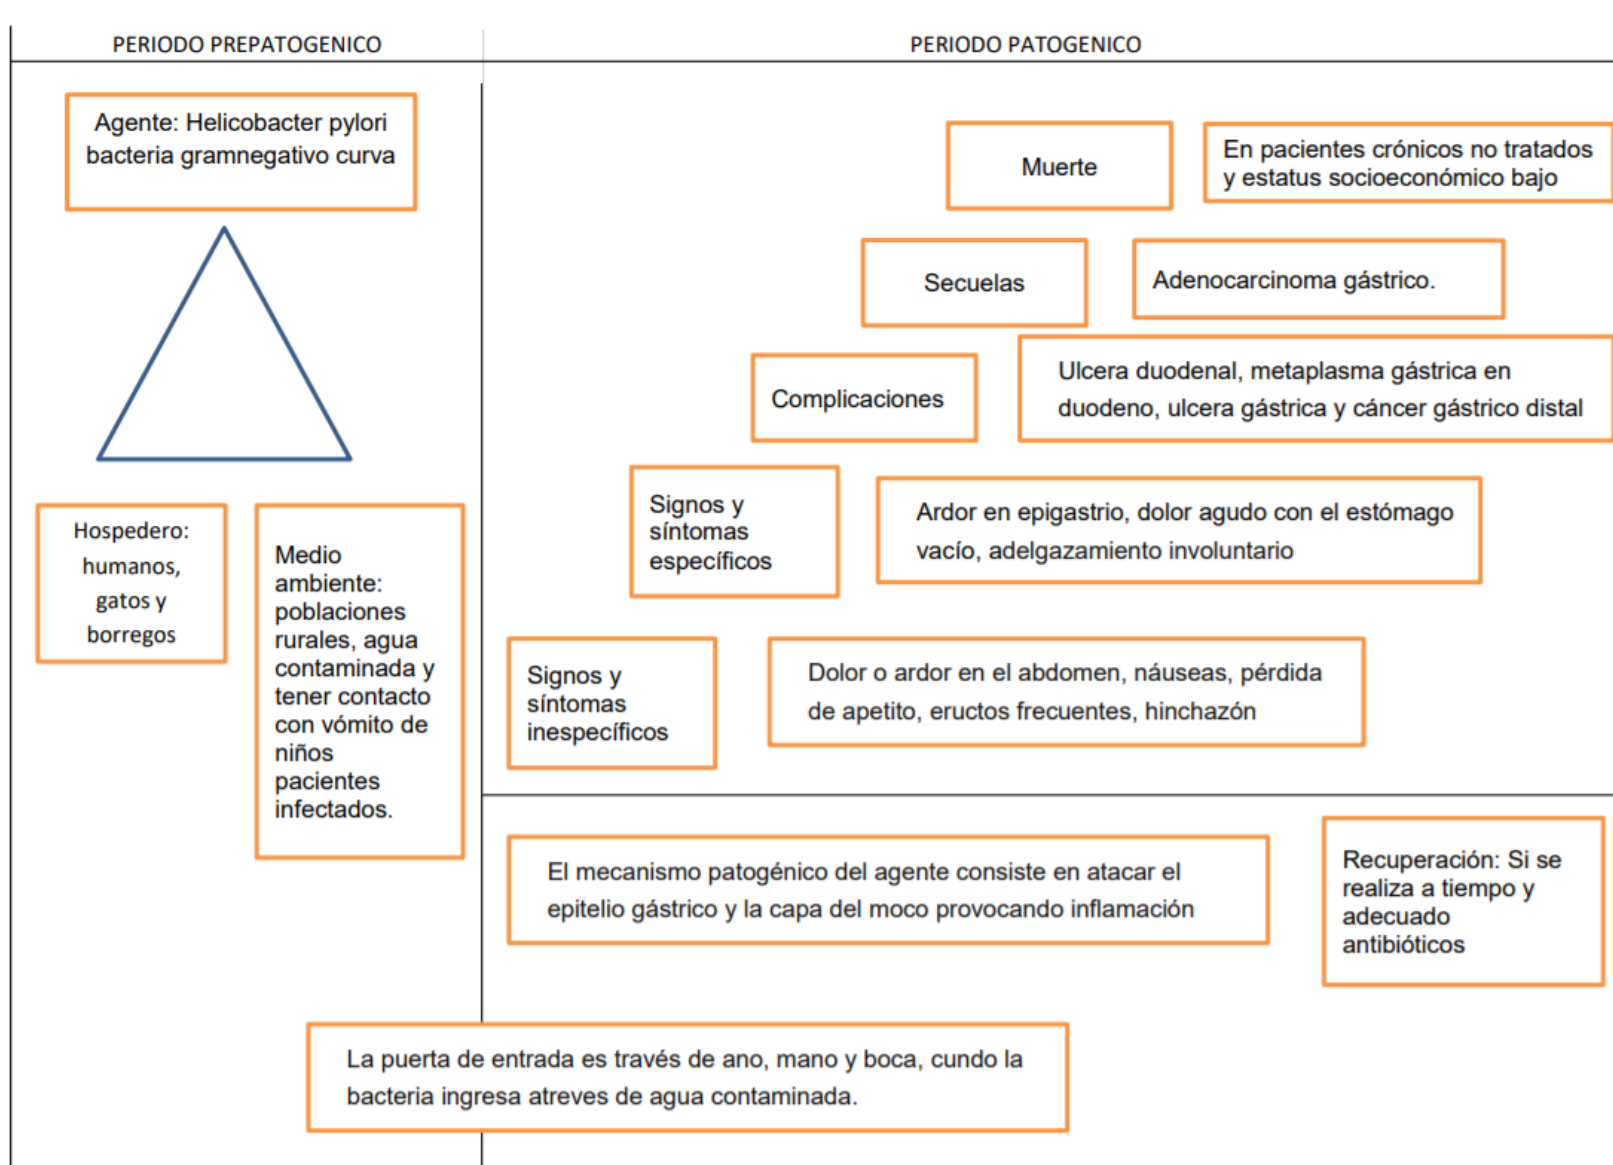 PERIODO PREPATOGENICO
PERIODO PATOGENICO
Agente: Helicobacter pylori
bacteria gramnegativo curva
Hospedero:
humanos,
gatos y
borregos
Medio
ambiente:
poblaciones
rurales, agua
contaminada y
tener contacto
con vómito de
niños
pacientes
infectados.
Muerte
En pacientes crónicos no tratados
y estatus socioeconómico bajo
Secuelas
Adenocarcinoma gástrico.
Complicaciones
Ulcera duodenal, metaplasma gástrica en
duodeno, ulcera gástrica y cáncer gástrico distal
Signos y
síntomas
específicos
Ardor en epigastrio, dolor agudo con el estómago
vacío, adelgazamiento involuntario
Signos y
síntomas
inespecíficos
Dolor o ardor en el abdomen, náuseas, pérdida
de apetito, eructos frecuentes, hinchazón
El mecanismo patogénico del agente consiste en atacar el
epitelio gástrico y la capa del moco provocando inflamación
Recuperación: Si se
realiza a tiempo y
adecuado
antibióticos
La puerta de entrada es través de ano, mano y boca, cundo la
bacteria ingresa atreves de agua contaminada.